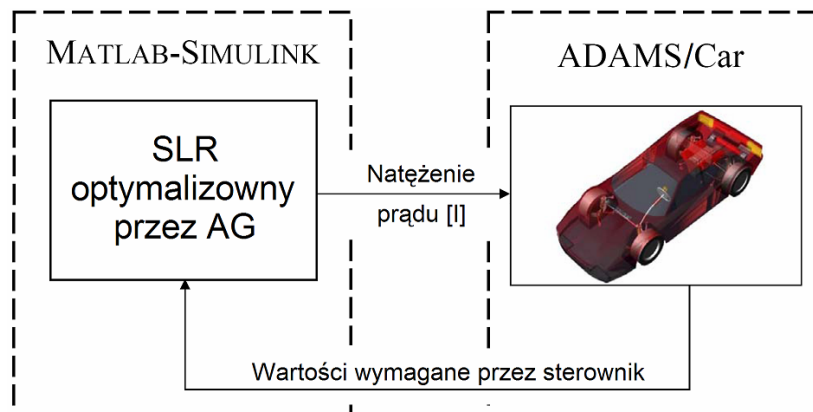 MATLAB-SIMULINK
ADAMS/Car
SLR
optymalizowny
przez AG
Natężenie
prądu [I]
Wartości wymagane przez sterownik